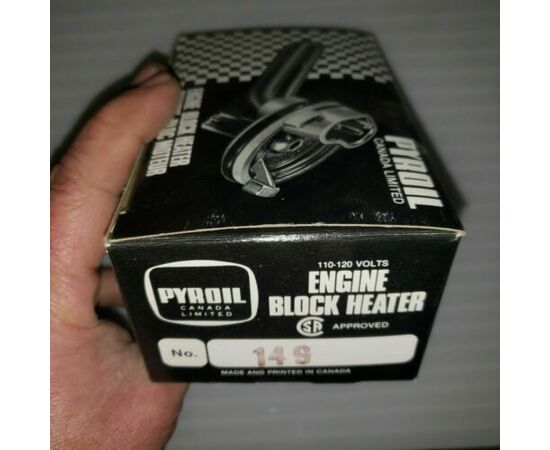 PYROIL
CANADA LIMITED
ENGINE BLOCK HEATER
110-120 VOLTS
ENGINE
BLOCK HEATER
SA APPROVED
PYROIL
CANADA
LIMITED
No. 149
MADE AND PRINTED IN CANADA